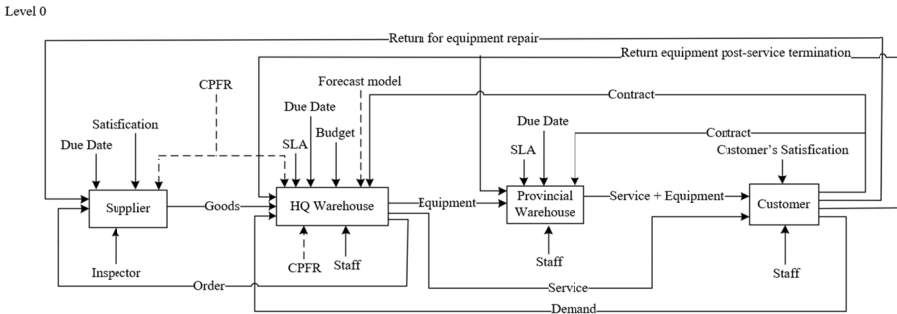 Level 0
Return for equipment repair
Return equipment post-service termination
CPFR
Forecast model
Contract
Due Date
Satisfication
Budget
Due Date
Due Date
SLA
SLA
Contract
Customer's Satisfication
Supplier
Goods
HQ Warehouse
Equipment
Provincial
Warehouse
Service + Equipment
Customer
Inspector
CPFR
Staff
Staff
Staff
Order
Service
Demand